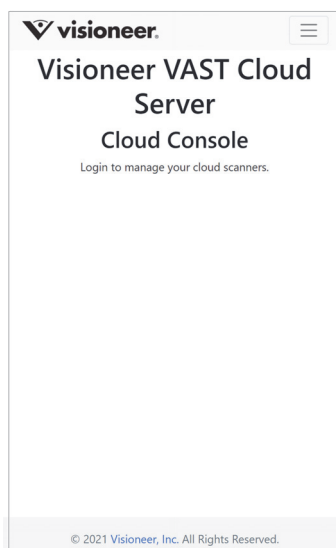 visioneer.
Visioneer VAST Cloud
Server
Cloud Console
Login to manage your cloud scanners.
© 2021 Visioneer, Inc. All Rights Reserved.